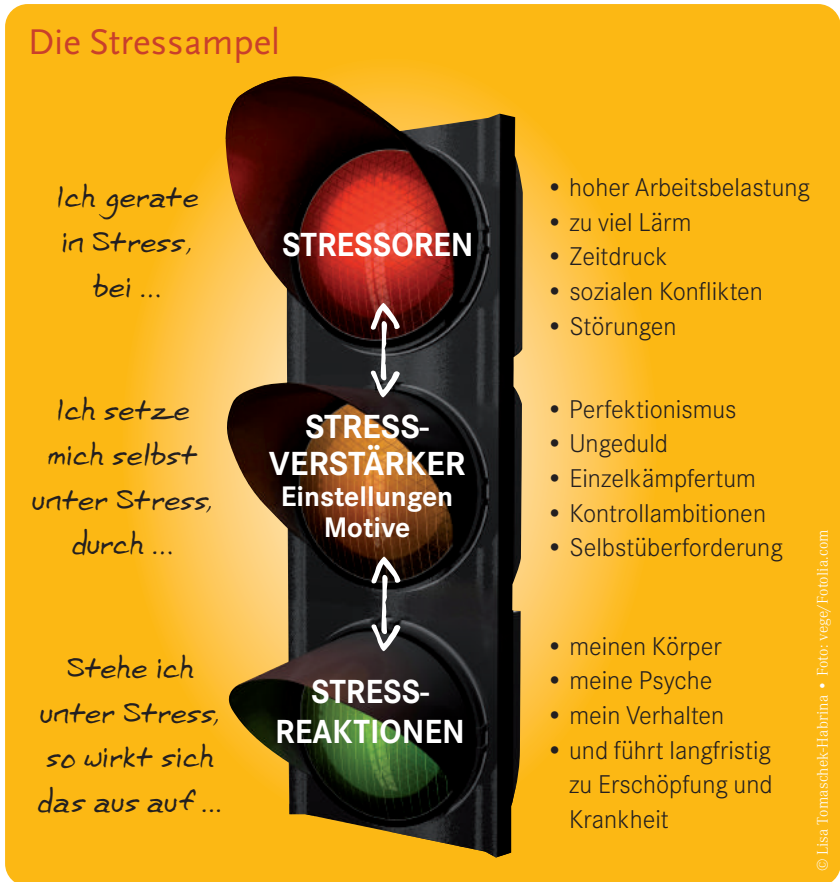 Die Stressampel
Ich gerate
in Stress,
bei ...
STRESSOREN
• hoher Arbeitsbelastung
• zu viel Lärm
• Zeitdruck
• sozialen Konflikten
• Störungen
Ich setze
mich selbst
unter Stress,
durch ...
STRESS-
VERSTÄRKER
Einstellungen
Motive
• Perfektionismus
• Ungeduld
• Einzelkämpfertum
• Kontrollambitionen
• Selbstüberforderung
Stehe ich
unter Stress,
so wirkt sich
das aus auf ...
STRESS-
REAKTIONEN
• meinen Körper
• meine Psyche
• mein Verhalten
• und führt langfristig
zu Erschöpfung und
Krankheit
© Lisa Tomaschek-Habrina • Foto: vege/Fotolia.com